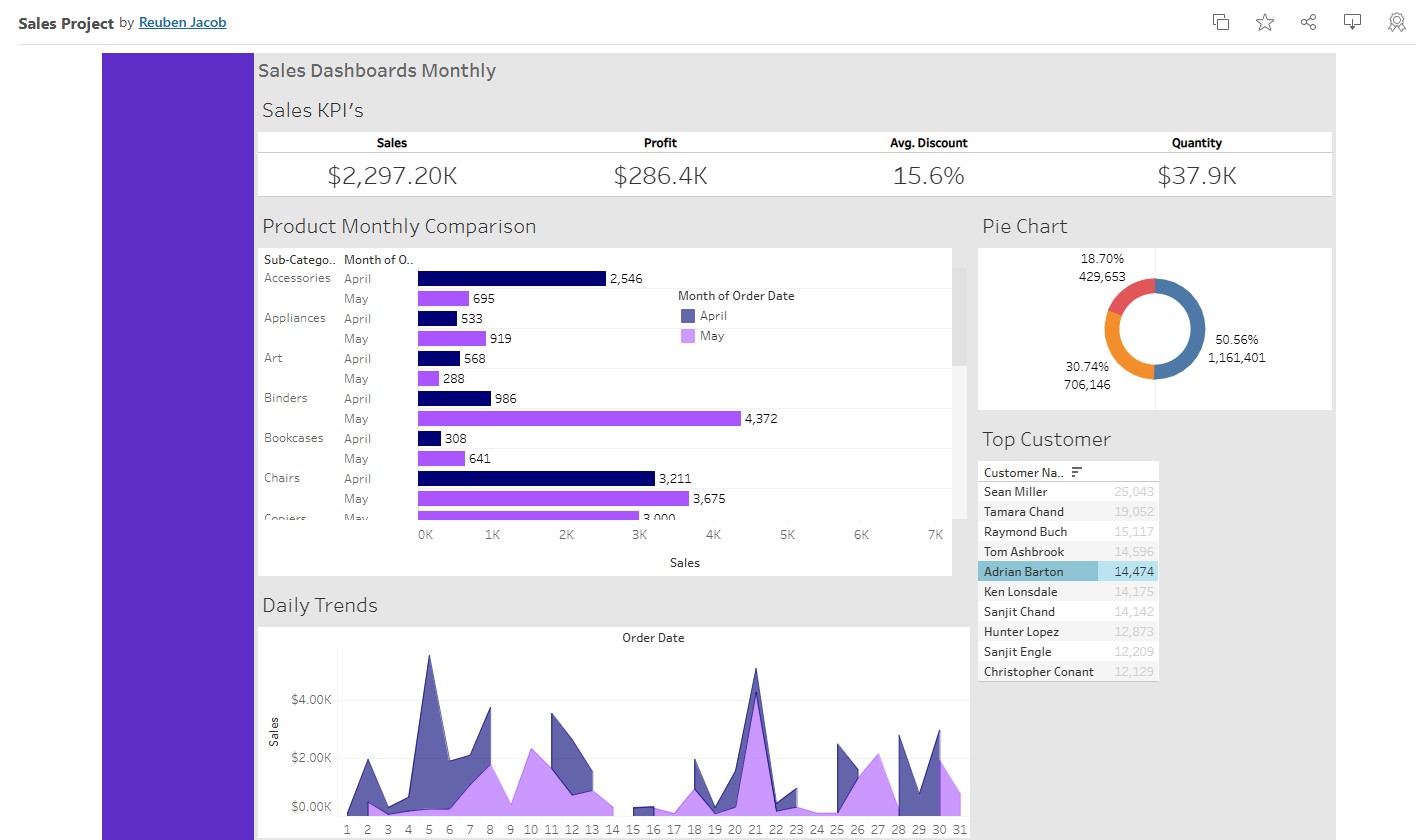 Sales Project by Reuben Jacob
Sales Dashboards Monthly
Sales KPI's
Sales Profit Avg. Discount Quantity
$2,297.20K $286.4K 15.6% $37.9K
Product Monthly Comparison
Sub-Catego.. Month of O..
Accessories April 2,546
May 695
Appliances April 533
May 919
Art April 568
May 288
Binders April 986
May 4,372
Bookcases April 308
May 641
Chairs April 3,211
May 3,675
Copiers May 3,000
Month of Order Date
April
May
0K 1K 2K 3K 4K 5K 6K 7K
Sales
Pie Chart
18.70%
429,653
50.56%
1,161,401
30.74%
706,146
Top Customer
Customer Na..
Sean Miller 25,043
Tamara Chand 19,052
Raymond Buch 15,117
Tom Ashbrook 14,596
Adrian Barton 14,474
Ken Lonsdale 14,175
Sanjit Chand 14,142
Hunter Lopez 12,873
Sanjit Engle 12,209
Christopher Conant 12,129
Daily Trends
Order Date
Sales
$4.00K
$2.00K
$0.00K
1 2 3 4 5 6 7 8 9 10 11 12 13 14 15 16 17 18 19 20 21 22 23 24 25 26 27 28 29 30 31